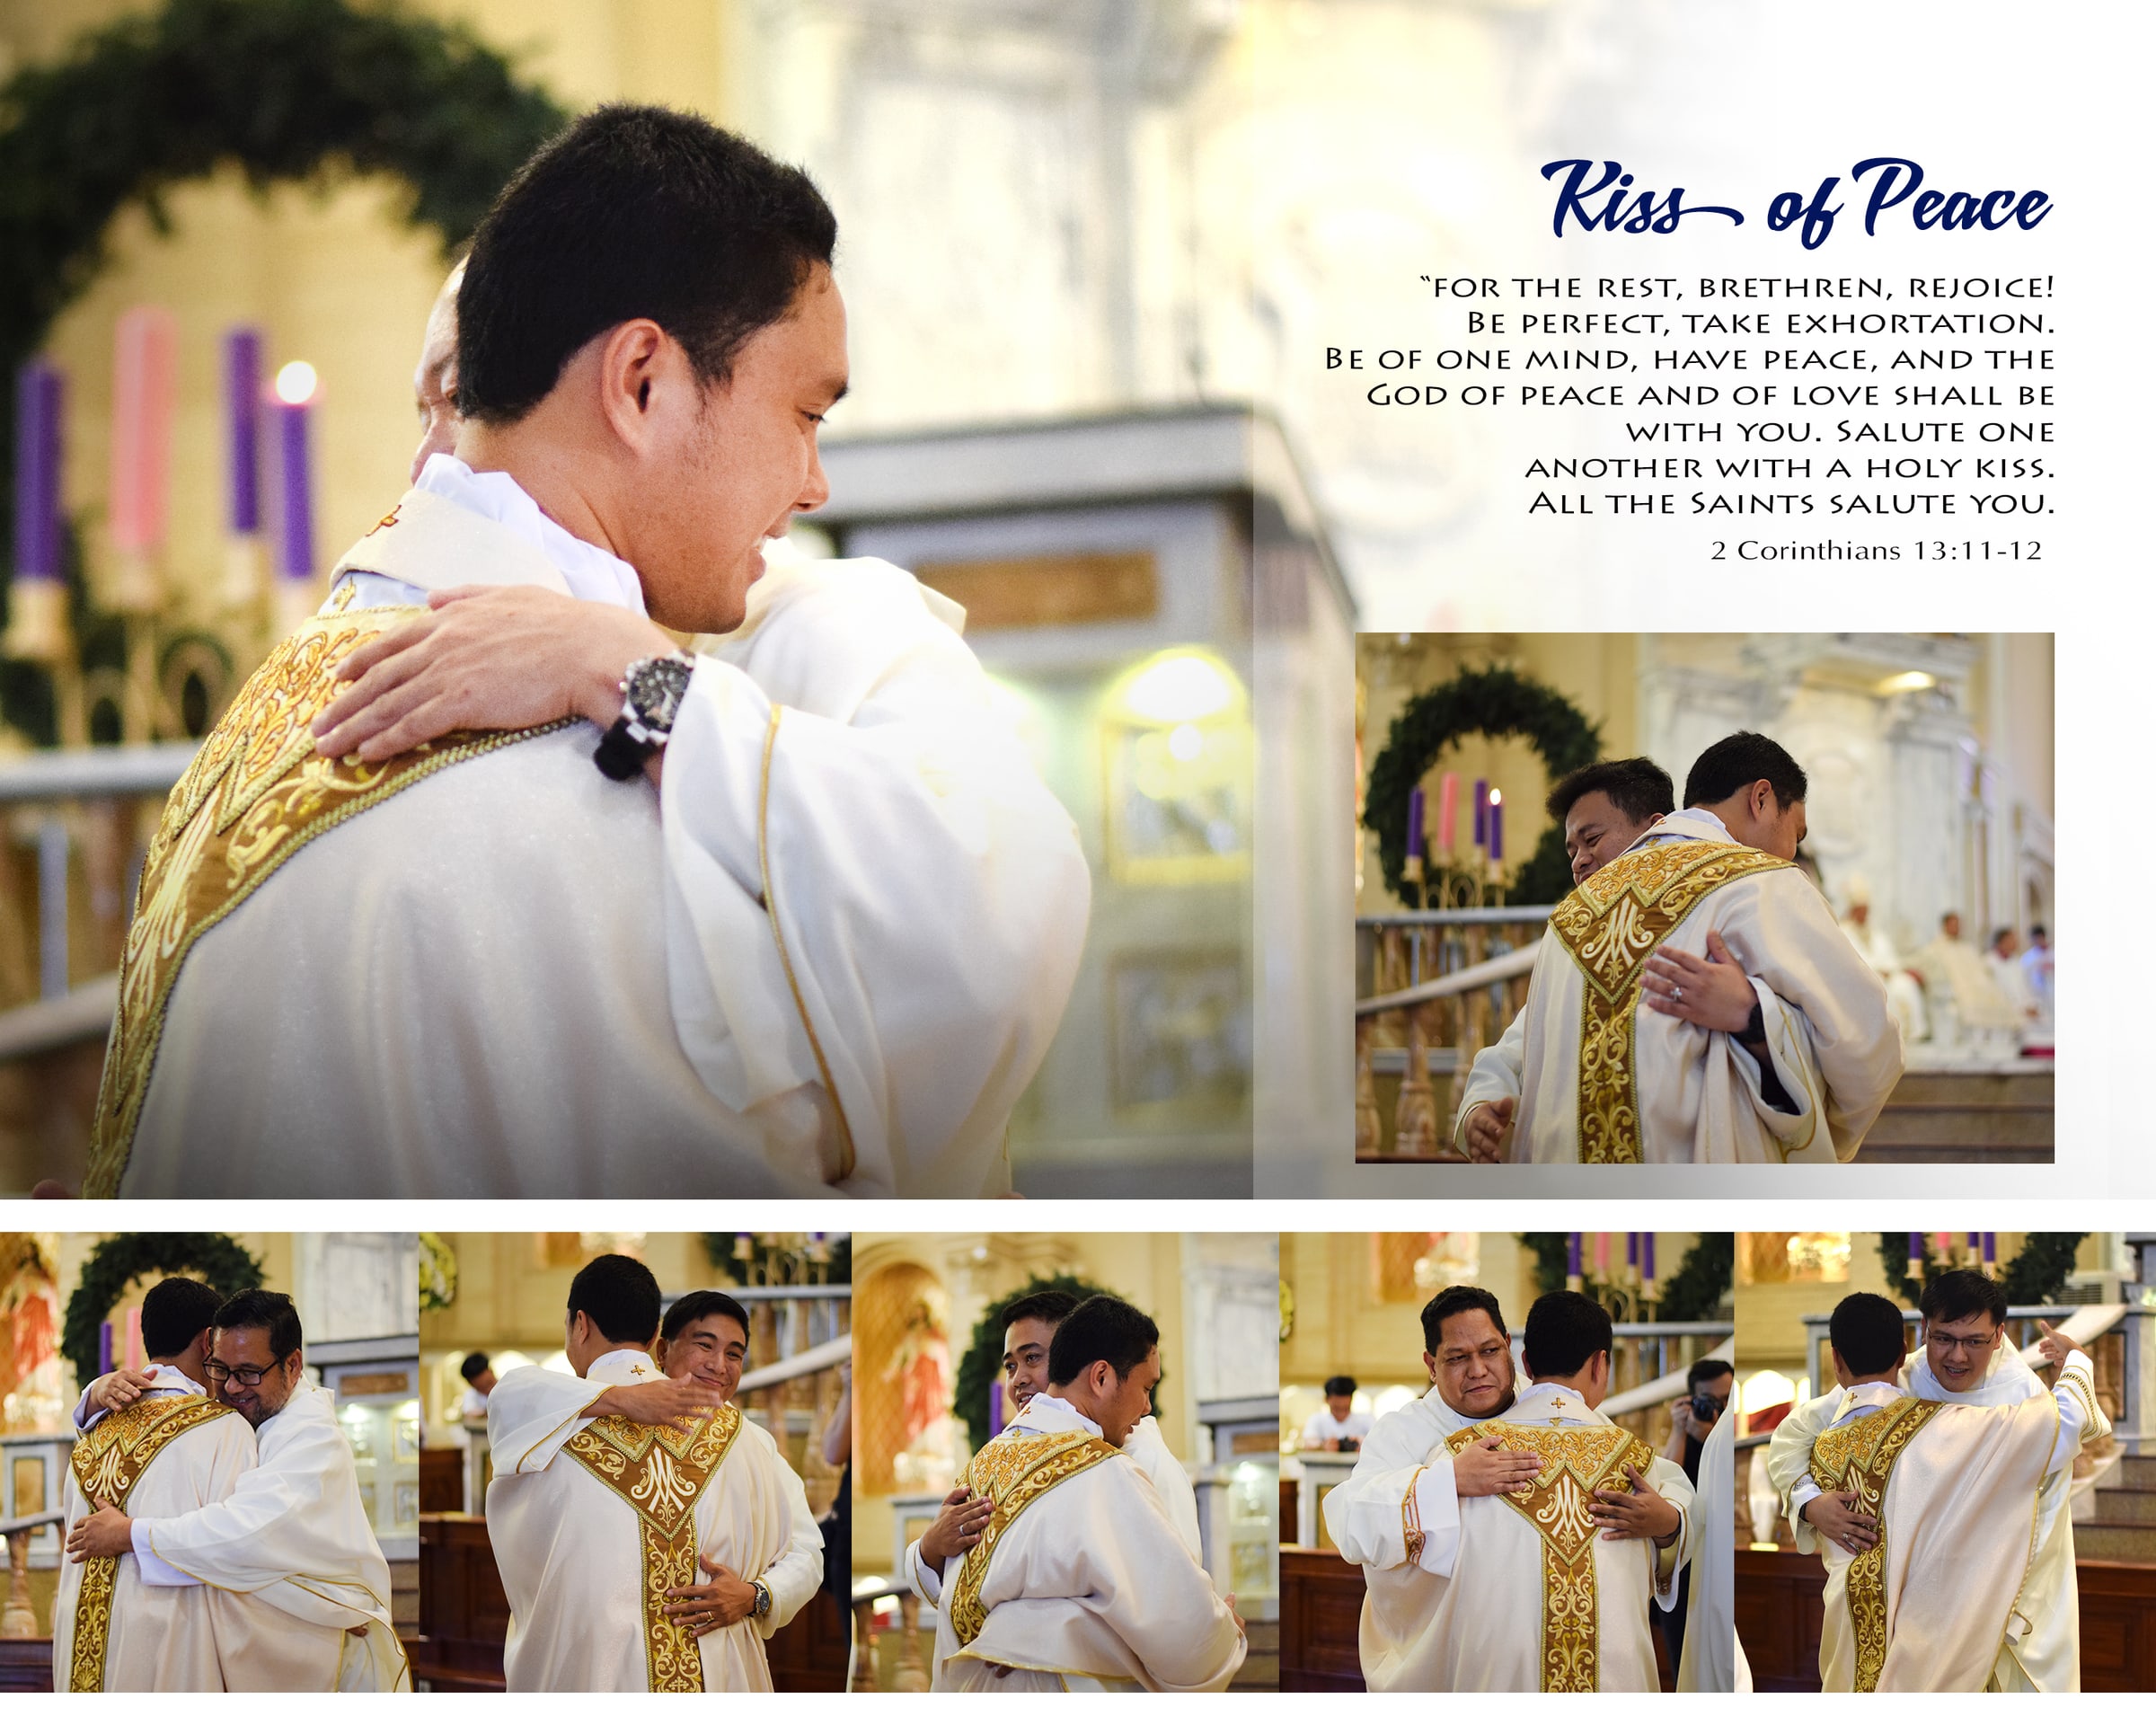 Kiss of Peace
“FOR THE REST, BRETHREN, REJOICE!
BE PERFECT, TAKE EXHORTATION.
BE OF ONE MIND, HAVE PEACE, AND THE
GOD OF PEACE AND OF LOVE SHALL BE
WITH YOU. SALUTE ONE
ANOTHER WITH A HOLY KISS.
ALL THE SAINTS SALUTE YOU.
2 Corinthians 13:11-12